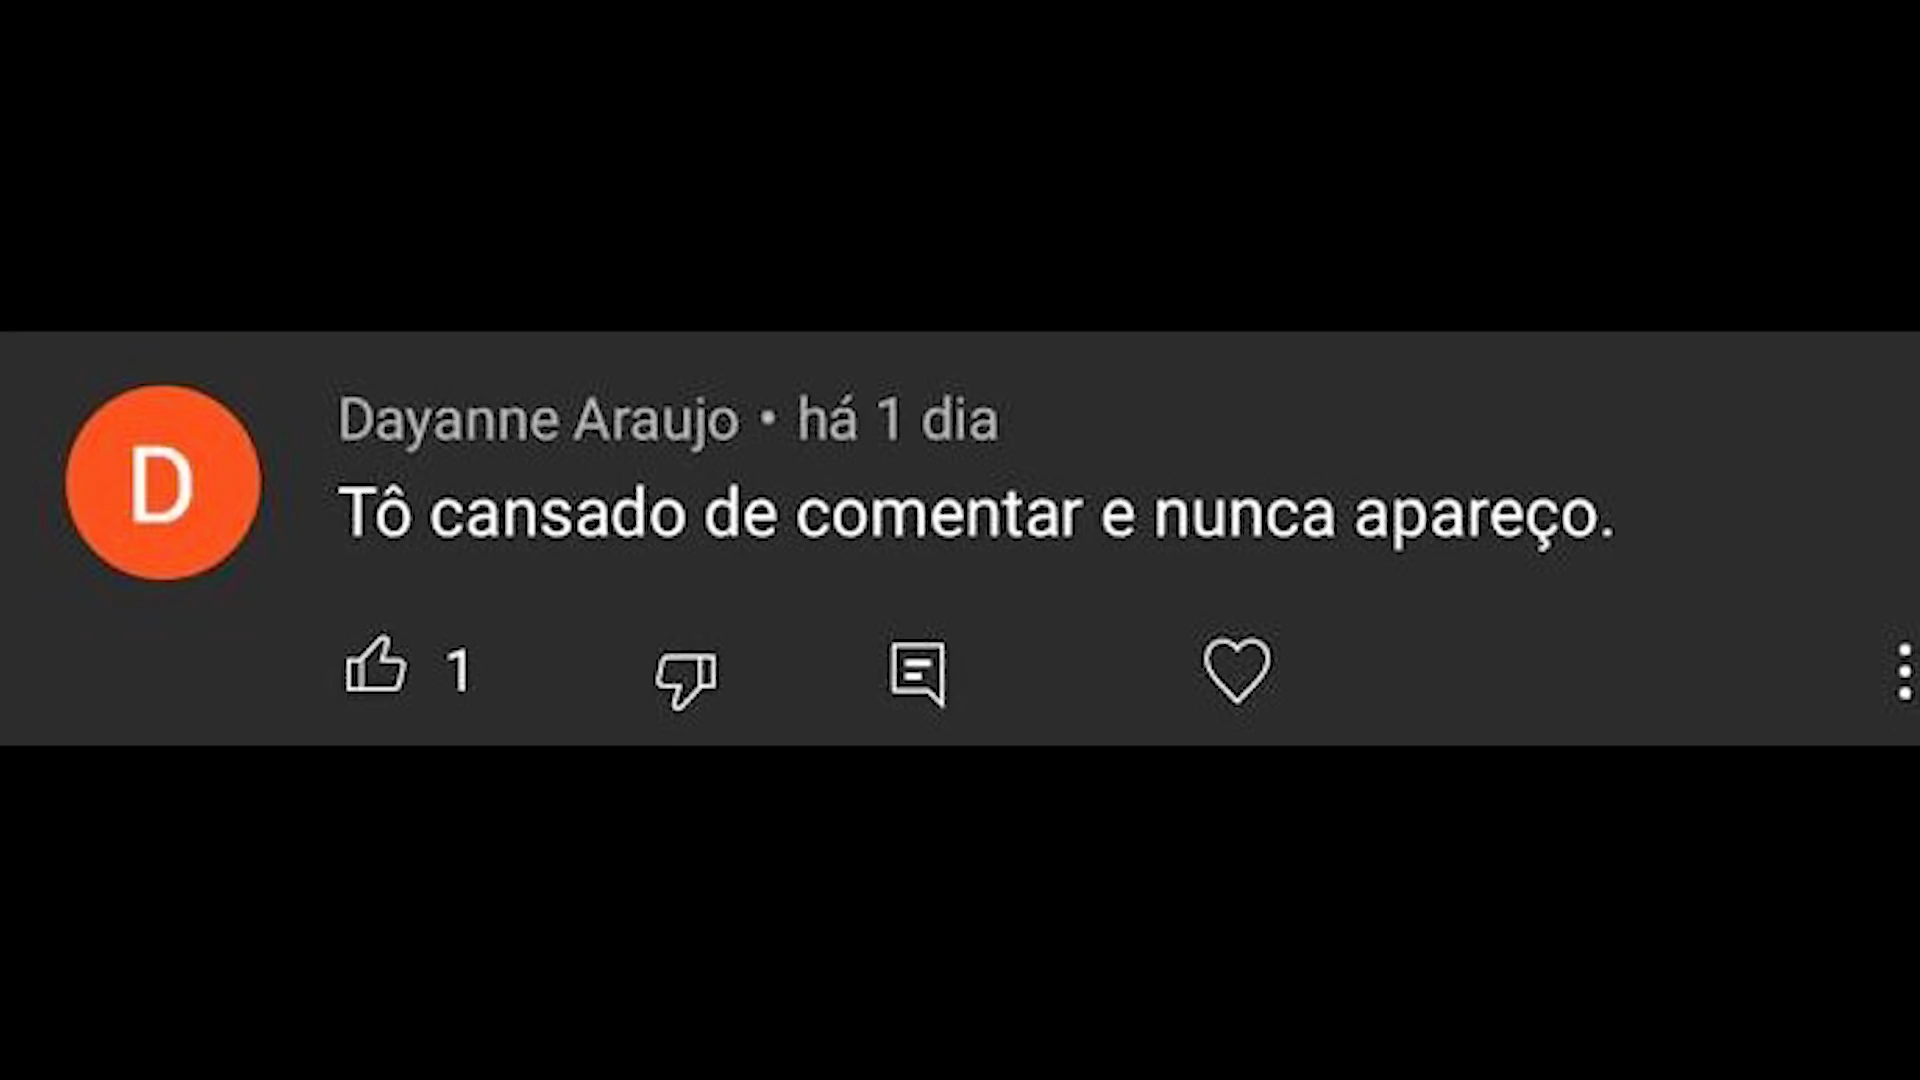 D
Dayanne Araujo • há 1 dia
Tô cansado de comentar e nunca apareço.
1